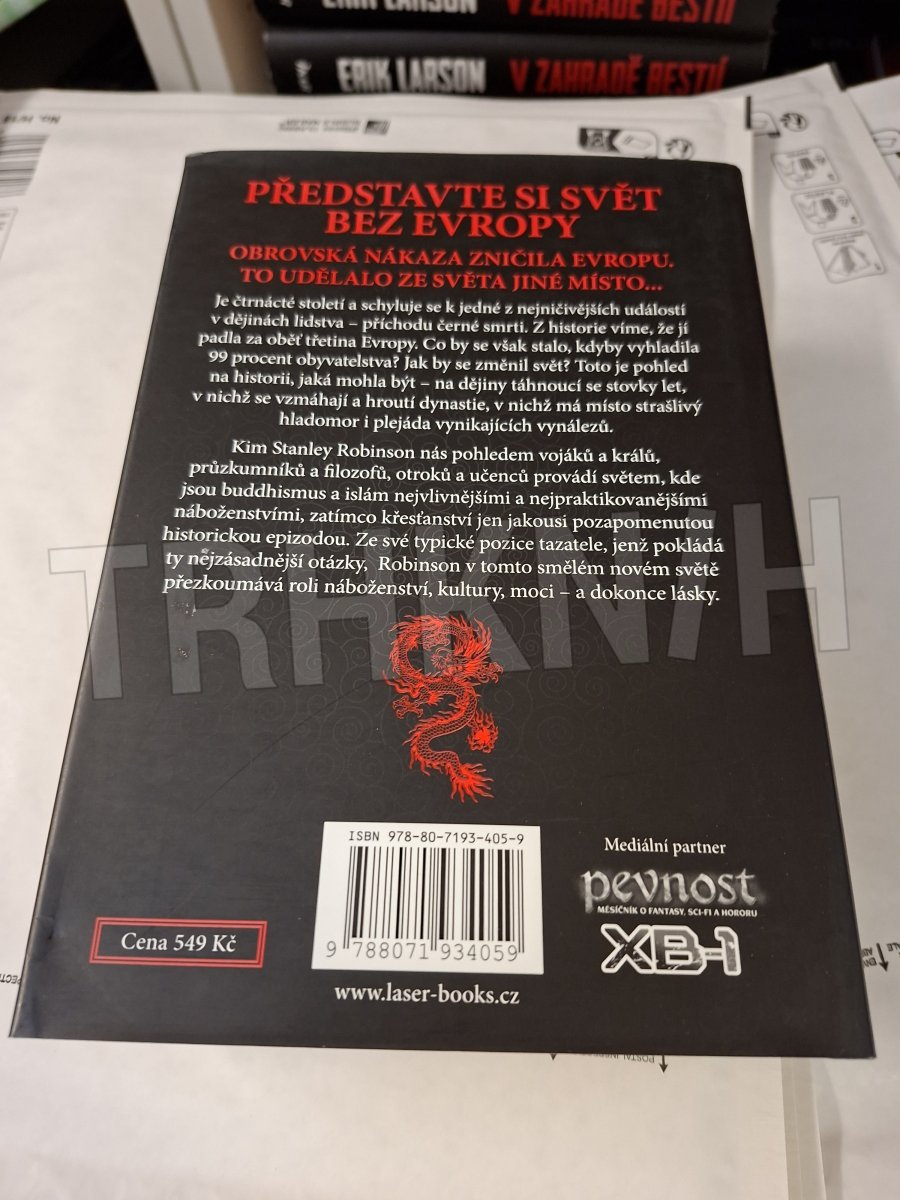 ERIK LARSON V ZAHRADĚ BESTIÍ
ERIK LARSON V ZAHRADĚ BESTIÍ
PŘEDSTAVTE SI SVĚT
BEZ EVROPY
OBROVSKÁ NÁKAZA ZNIČILA EVROPU.
TO UDĚLALO ZE SVĚTA JINÉ MÍSTO...
Je čtrnácté století a schyluje se k jedné z nejničivějších událostí
v dějinách lidstva – příchodu černé smrti. Z historie víme, že jí
padla za oběť třetina Evropy. Co by se však stalo, kdyby vyhladila
99 procent obyvatelstva? Jak by se změnil svět? Toto je pohled
na historii, jaká mohla být – na dějiny táhnoucí se stovky let,
v nichž se vzmáhají a hroutí dynastie, v nichž má místo strašlivý
hladomor i plejáda vynikajících vynálezů.
Kim Stanley Robinson nás pohledem vojáků a králů,
průzkumníků a filozofů, otroků a učenců provádí světem, kde
jsou buddhismus a islám nejvlivnějšími a nejpraktikovanějšími
náboženstvími, zatímco křesťanství jen jakousi pozapomenutou
historickou epizodou. Ze své typické pozice tazatele, jenž pokládá
ty nejzásadnější otázky, Robinson v tomto smělém novém světě
přezkoumává roli náboženství, kultury, moci – a dokonce lásky.
TRHKNIH
ISBN 978-80-7193-405-9
9 788071 934059
Mediální partner
pevnost
MĚSÍČNÍK O FANTASY, SCI-FI A HORORU
XB-1
Cena 549 Kč
www.laser-books.cz